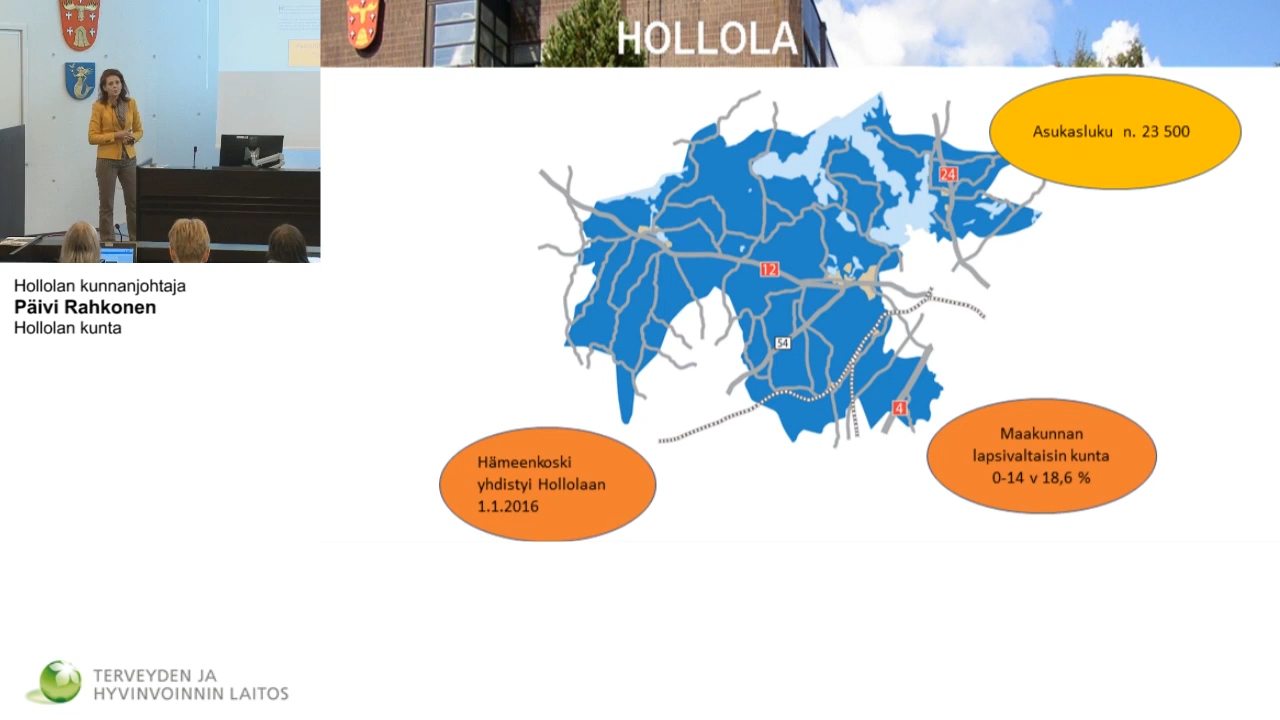 HOLLOLA
Asukasluku n. 23 500
24
12
54
4
Hämeenkoski
yhdistyi Hollolaan
1.1.2016
Maakunnan
lapsivaltaisin kunta
0-14 v 18,6 %
Hollolan kunnanjohtaja
Päivi Rahkonen
Hollolan kunta
TERVEYDEN JA
HYVINVOINNIN LAITOS